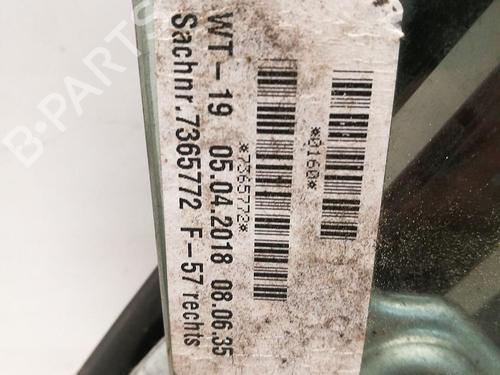 WT-19 05.04.2018 08.06.35
Sachnr. 7365772 F-57 rechts
*7365772*
*0160*
B-PARTS